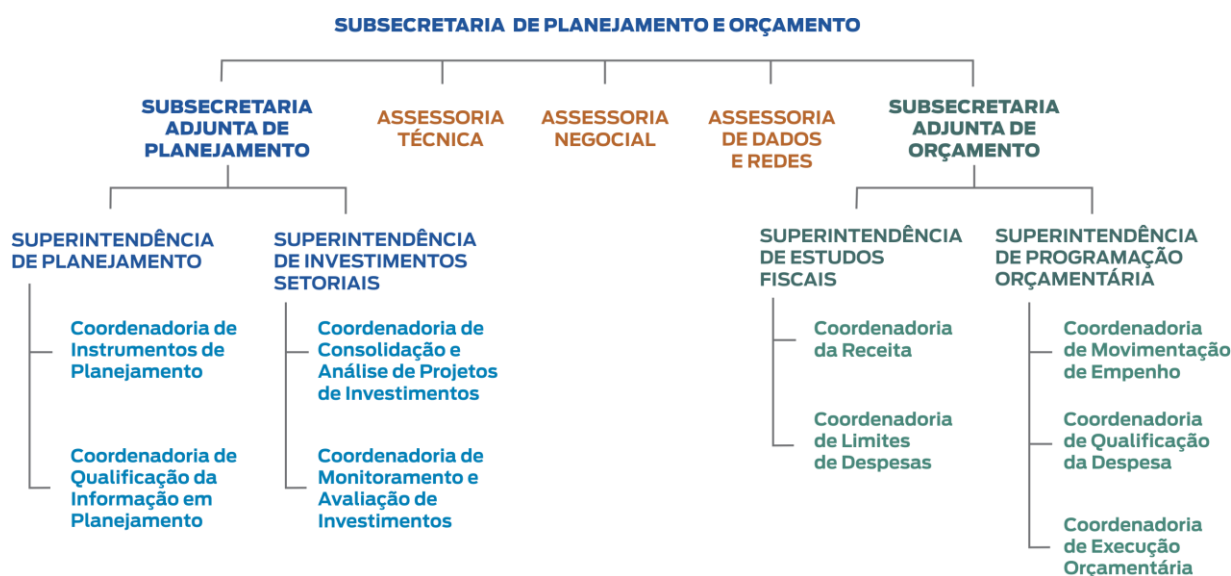 SUBSECRETARIA DE PLANEJAMENTO E ORÇAMENTO
SUBSECRETARIA
ADJUNTA DE
PLANEJAMENTO
ASSESSORIA
TÉCNICA
ASSESSORIA
NEGOCIAL
ASSESSORIA
DE DADOS
E REDES
SUBSECRETARIA
ADJUNTA DE
ORÇAMENTO
SUPERINTENDÊNCIA
DE PLANEJAMENTO
SUPERINTENDÊNCIA
DE INVESTIMENTOS
SETORIAIS
SUPERINTENDÊNCIA
DE ESTUDOS
FISCAIS
SUPERINTENDÊNCIA
DE PROGRAMAÇÃO
ORÇAMENTÁRIA
Coordenadoria de
Instrumentos de
Planejamento
Coordenadoria de
Consolidação e
Análise de Projetos
de Investimentos
Coordenadoria
da Receita
Coordenadoria
de Movimentação
de Empenho
Coordenadoria de
Qualificação da
Informação em
Planejamento
Coordenadoria de
Monitoramento e
Avaliação de
Investimentos
Coordenadoria
de Limites
de Despesas
Coordenadoria
de Qualificação
da Despesa
Coordenadoria
de Execução
Orçamentária